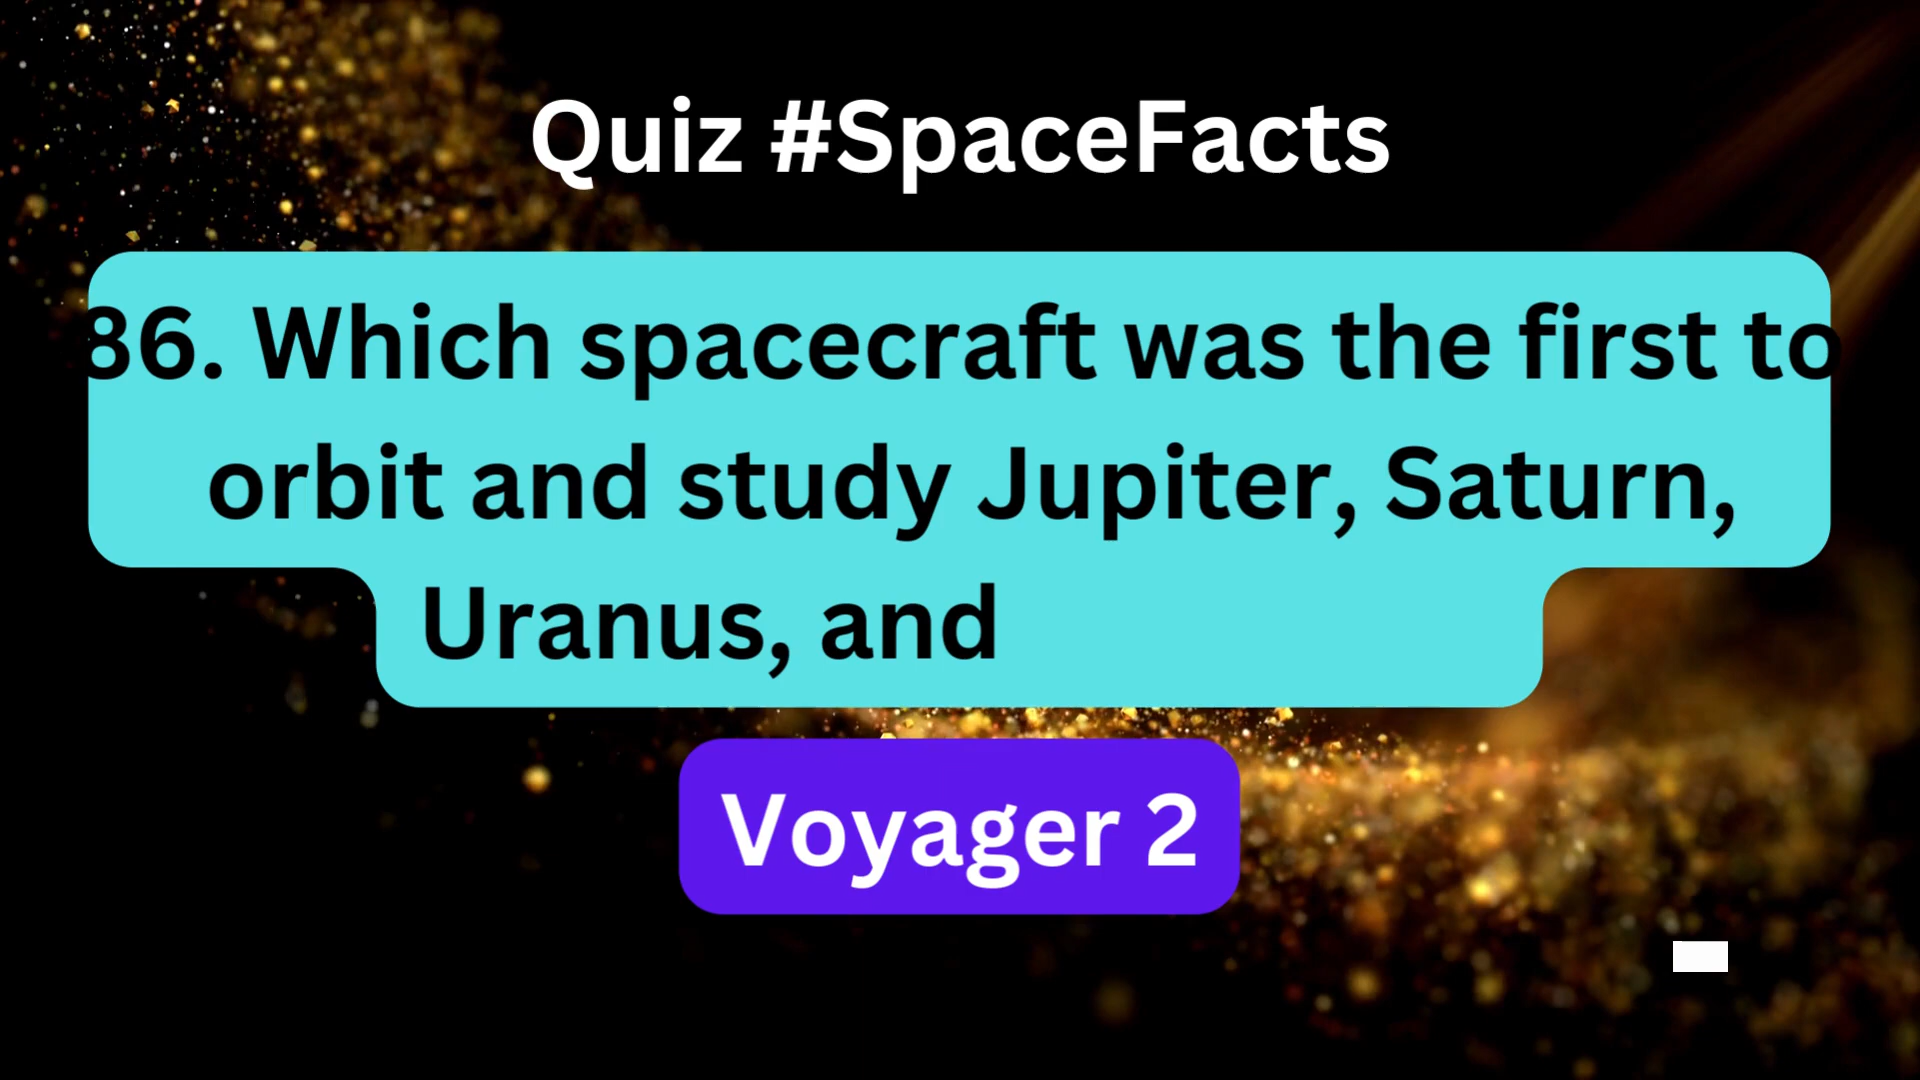 Quiz #SpaceFacts
86. Which spacecraft was the first to
orbit and study Jupiter, Saturn,
Uranus, and
Voyager 2